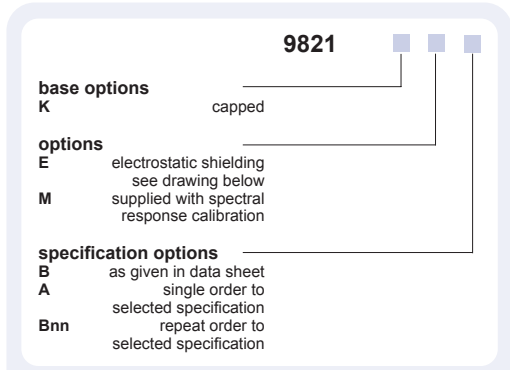 9821
base options
K capped
options
E electrostatic shielding
see drawing below
M supplied with spectral
response calibration
specification options
B as given in data sheet
A single order to
selected specification
Bnn repeat order to
selected specification